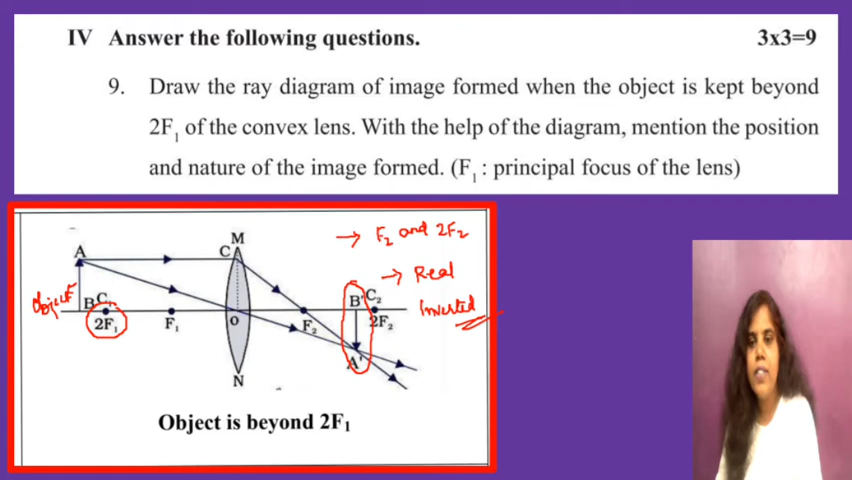 IV Answer the following questions. 3x3=9
9. Draw the ray diagram of image formed when the object is kept beyond
2F₁ of the convex lens. With the help of the diagram, mention the position
and nature of the image formed. (F₁ : principal focus of the lens)
→ F₂ and 2F₂
→ Real
Inverted
M
A
C
Object
B C₁
B' C₂
2F₁
F₁
O
F₂
2F₂
A'
N
Object is beyond 2F₁